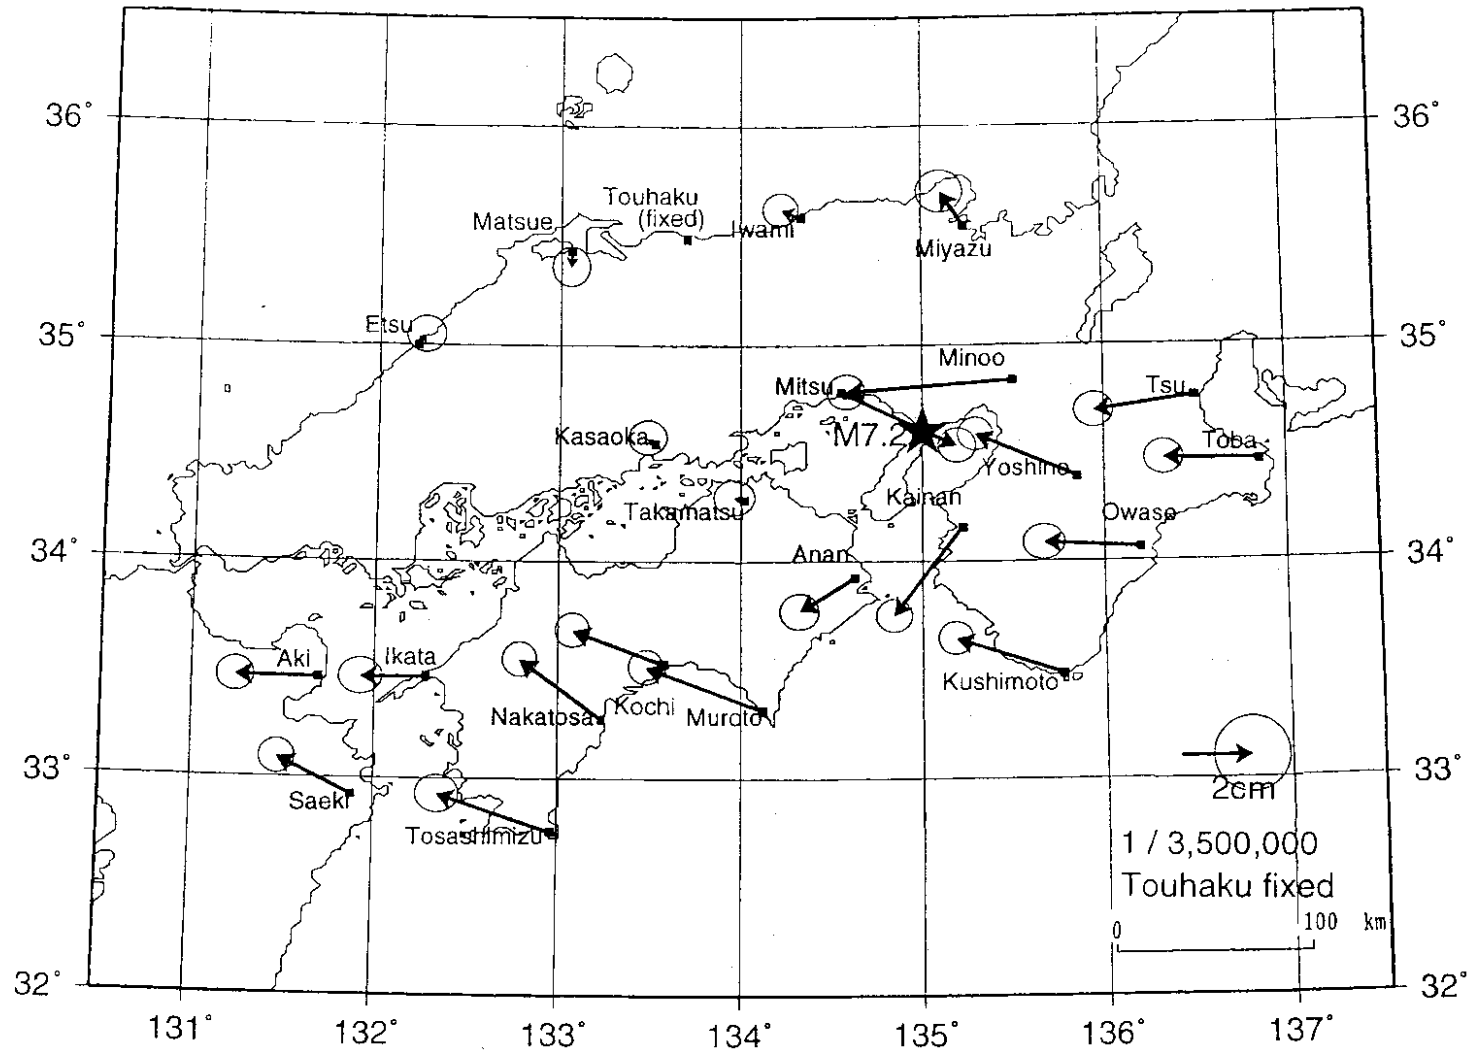 36°
36°
Touhaku
(fixed)
Matsue
Iwami
Miyazu
Etsu
35°
35°
Minoo
Mitsu
Tsu
M7.2
Kasaoka
Toba
Yoshino
Kainan
Takamatsu
Owase
34°
Anan
34°
Aki
Ikata
Kushimoto
Nakatosa
Kochi
Muroto
33°
33°
Saeki
2cm
Tosashimizu
1 / 3,500,000
Touhaku fixed
0 100 km
32°
32°
131° 132° 133° 134° 135° 136° 137°